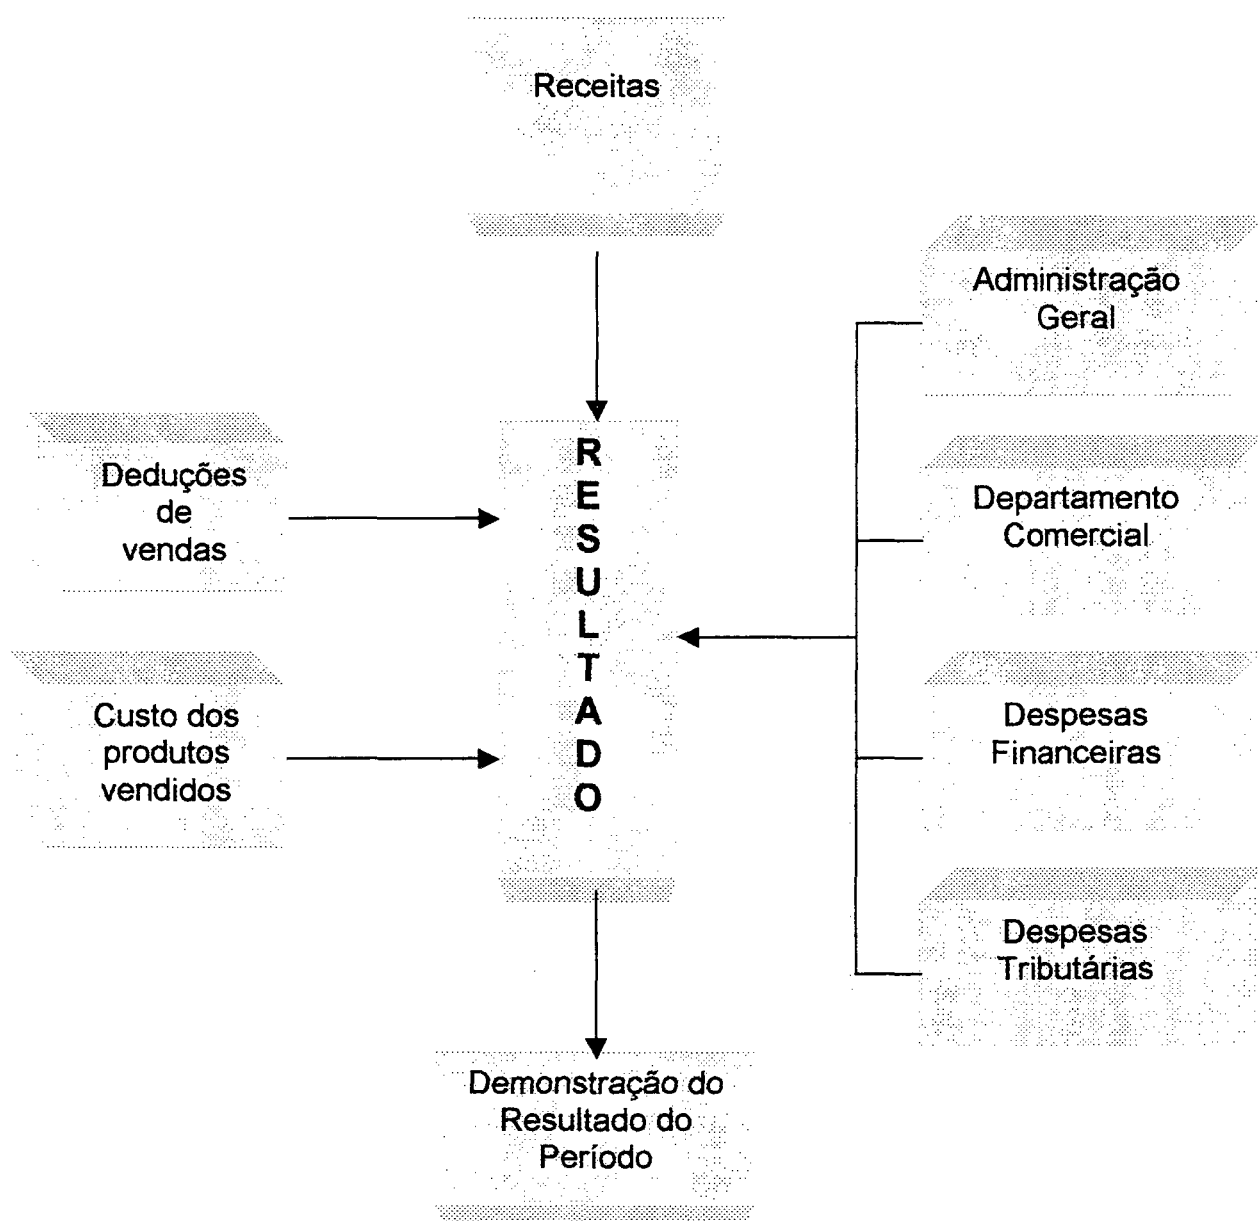 Receitas
Administração
Geral
Deduções
de
vendas
R
E
S
U
L
T
A
D
O
Departamento
Comercial
Custo dos
produtos
vendidos
Despesas
Financeiras
Despesas
Tributárias
Demonstração do
Resultado do
Período